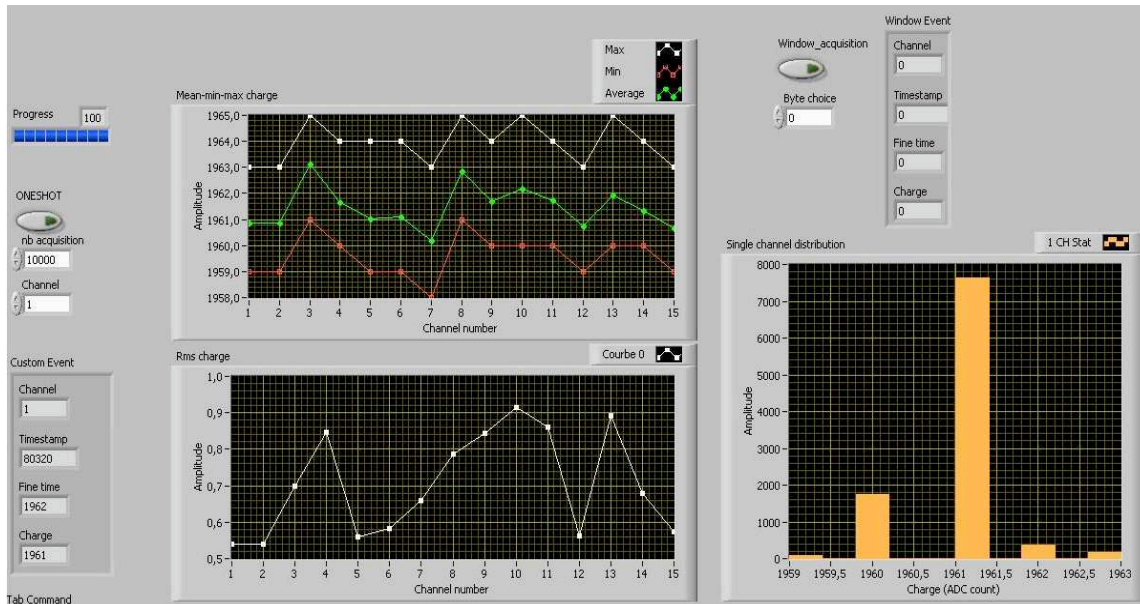 Window Event
Window_acquisition
Channel
0
Max
Min
Average
Byte choice
0
Timestamp
0
Progress
100
Mean-min-max charge
Fine time
0
Charge
0
1965,0
1964,0
1963,0
1962,0
1961,0
1960,0
1959,0
1958,0
Amplitude
1 2 3 4 5 6 7 8 9 10 11 12 13 14 15
Channel number
ONESHOT
nb acquisition
10000
Channel
1
Single channel distribution
1 CH Stat
8000
7000
6000
5000
4000
3000
2000
1000
0
Amplitude
1959 1959,5 1960 1960,5 1961 1961,5 1962 1962,5 1963
Charge (ADC count)
Rms charge
Courbe 0
1,0
0,9
0,8
0,7
0,6
0,5
Amplitude
1 2 3 4 5 6 7 8 9 10 11 12 13 14 15
Channel number
Custom Event
Channel
1
Timestamp
80320
Fine time
1962
Charge
1961
Tab Command